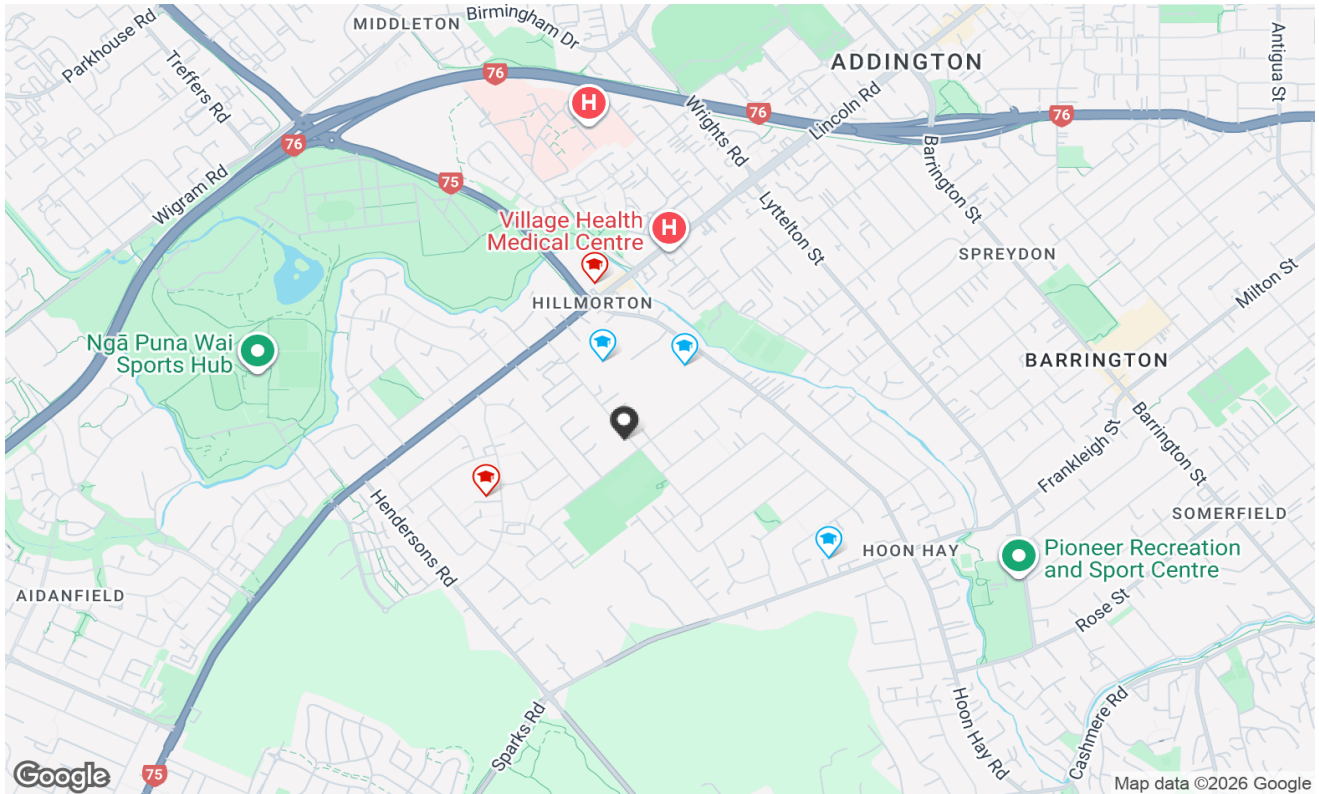 MIDDLETON
Birmingham Dr
Parkhouse Rd
Treffers Rd
ADDINGTON
Antigua St
76
H
76
76
Lincoln Rd
Wrights Rd
76
Barrington St
75
Wigram Rd
Village Health
Medical Centre
H
Lyttelton St
SPREYDON
Milton St
HILLMORTON
Ngā Puna Wai
Sports Hub
BARRINGTON
Barrington St
Frankleigh St
Hendersons Rd
SOMERFIELD
HOON HAY
Pioneer Recreation
and Sport Centre
AIDANFIELD
Rose St
Sparks Rd
Hoon Hay Rd
Cashmere Rd
75
Google
Map data ©2026 Google